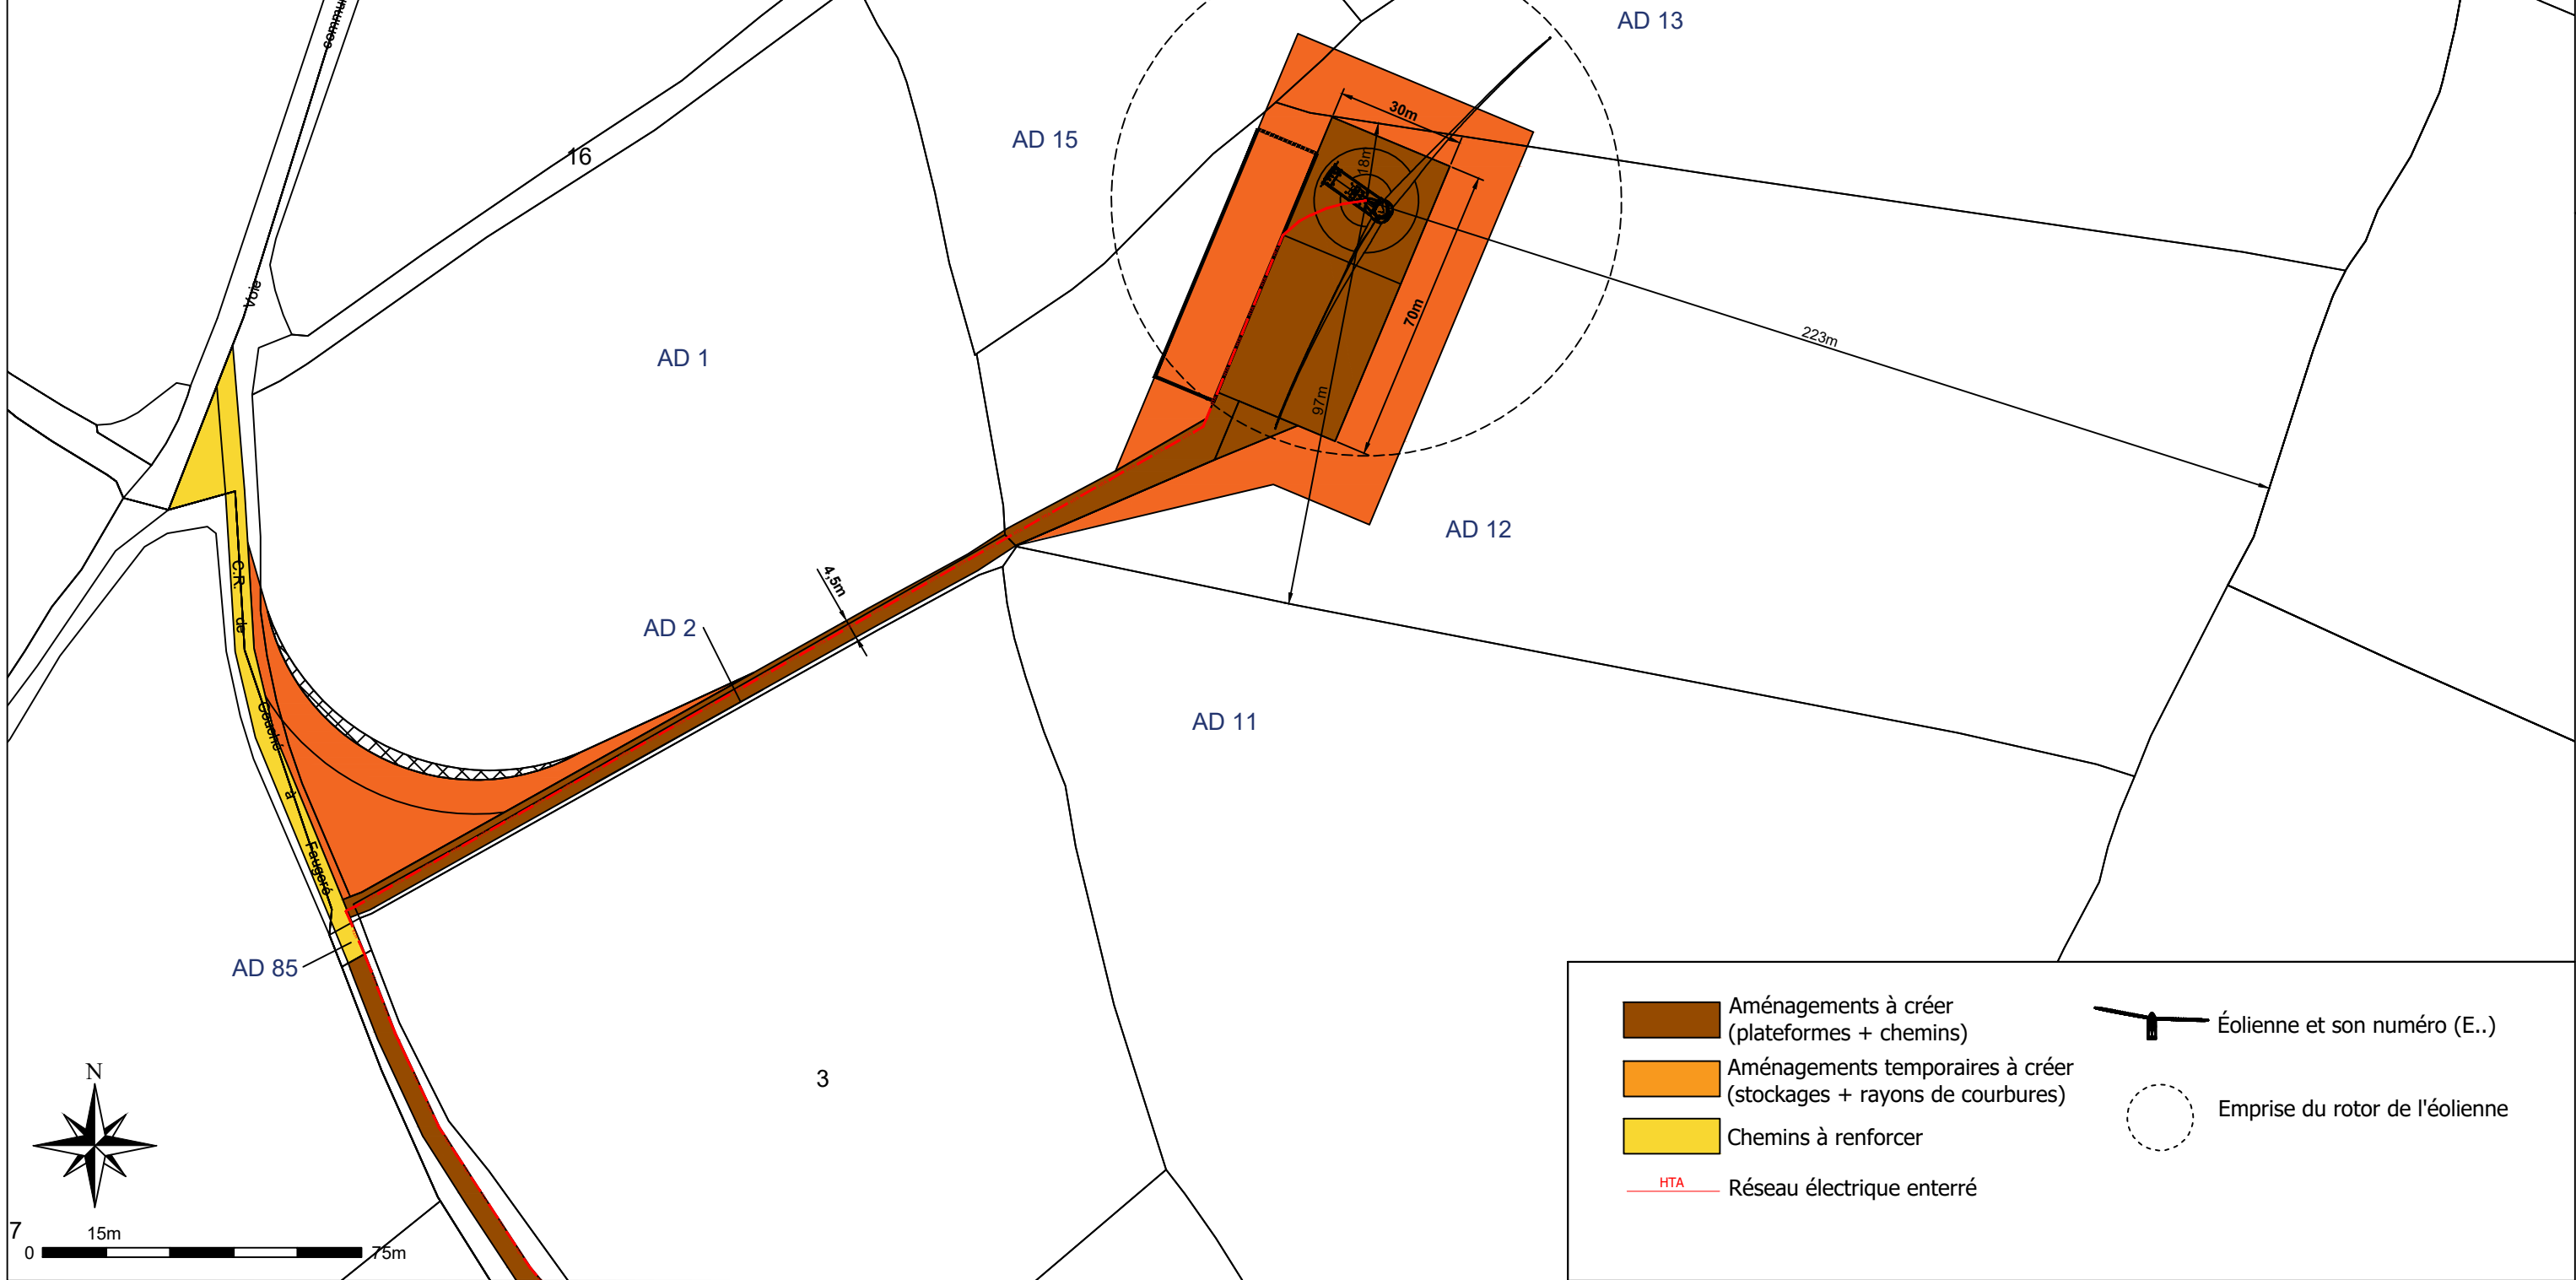 commu
AD 13
30m
AD 15
16
18m
Voie
70m
223m
AD 1
97m
C.R.
AD 12
4,5m
de
AD 2
Gouché
AD 11
à
Faugeré
AD 85
Aménagements à créer
(plateformes + chemins)
Éolienne et son numéro (E..)
Aménagements temporaires à créer
(stockages + rayons de courbures)
3
N
Emprise du rotor de l'éolienne
Chemins à renforcer
HTA
Réseau électrique enterré
7
15m
0
75m